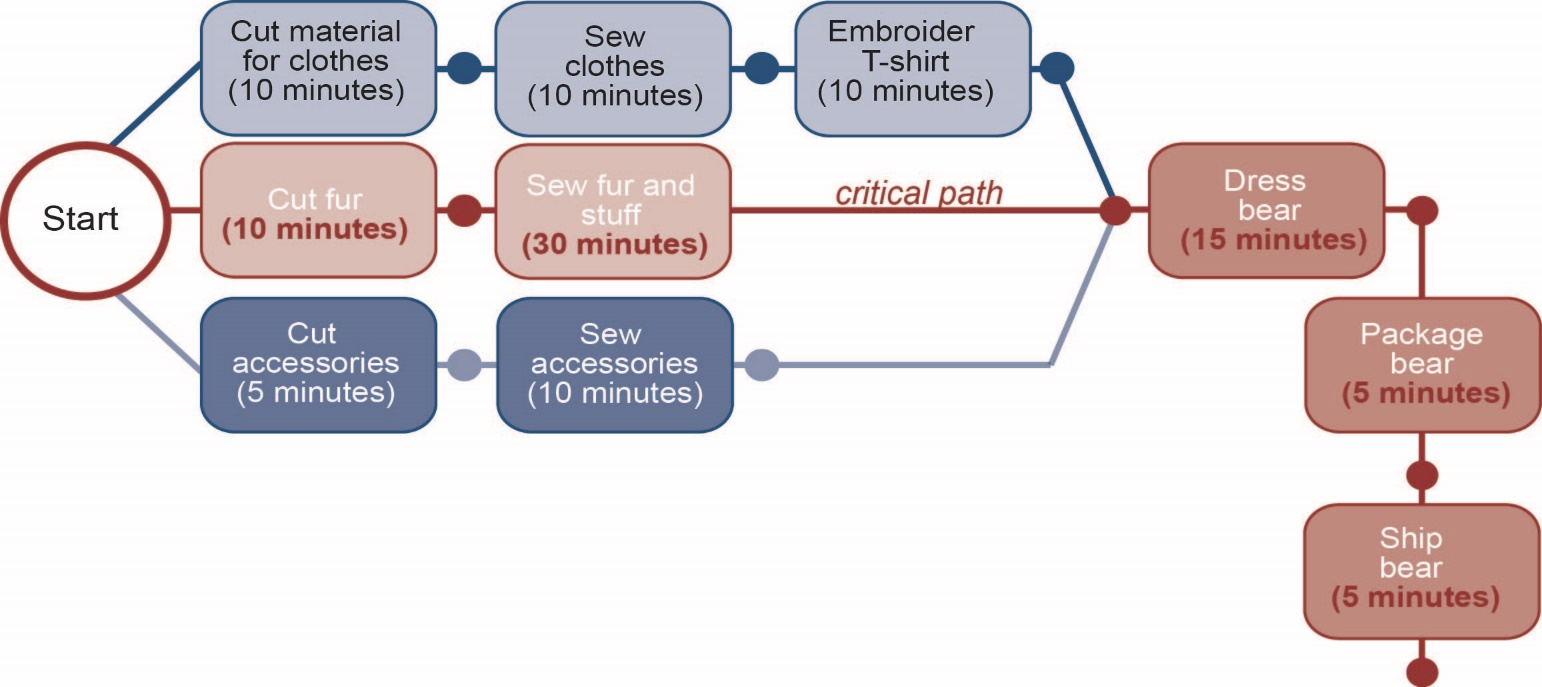 Cut material
for clothes
(10 minutes)
Sew
clothes
(10 minutes)
Embroider
T-shirt
(10 minutes)
Start
Cut fur
(10 minutes)
Sew fur and
stuff
(30 minutes)
critical path
Dress
bear
(15 minutes)
Cut
accessories
(5 minutes)
Sew
accessories
(10 minutes)
Package
bear
(5 minutes)
Ship
bear
(5 minutes)